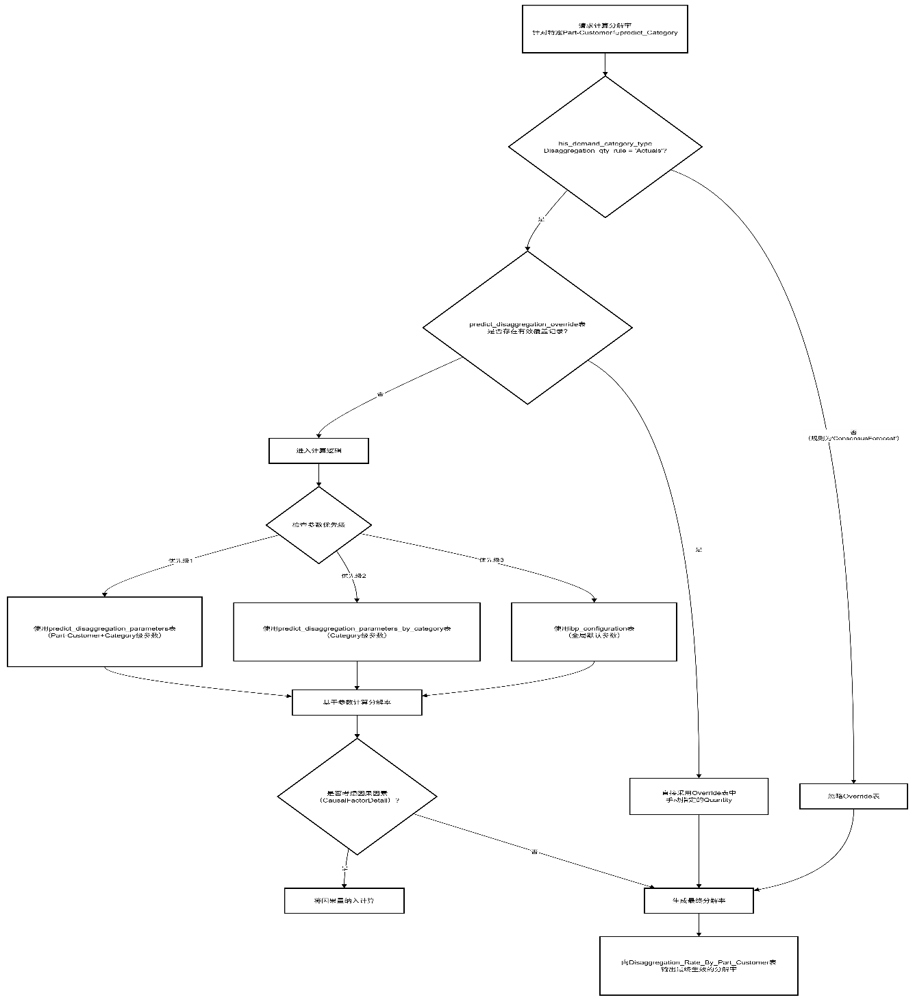 请求计算分解率
针对特定Part-Customer与predict_Category
his_demand_category_type
Disaggregation_qty_rule = 'Actuals'?
是
否
（规则为'ConsensusForecast'）
predict_disaggregation_override表
是否存在有效覆盖记录?
否
是
进入计算逻辑
检查参数优先级
优先级1
优先级2
优先级3
使用predict_disaggregation_parameters表
（Part-Customer+Category级参数）
使用predict_disaggregation_parameters_by_category表
（Category级参数）
使用ibp_configuration表
（全局默认参数）
基于参数计算分解率
是否考虑因果因素
（CausalFactorDetail）?
直接采用Override表中
手动指定的Quantity
忽略Override表
是
否
将因果量纳入计算
生成最终分解率
向Disaggregation_Rate_By_Part_Customer表
输出最终生效的分解率